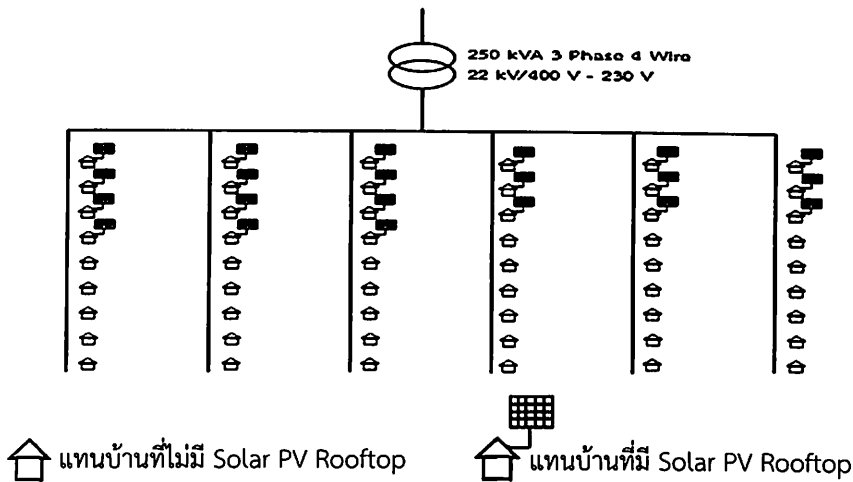 250 kVA 3 Phase 4 Wire
22 kV/400 V - 230 V
แทนบ้านที่ไม่มี Solar PV Rooftop
แทนบ้านที่มี Solar PV Rooftop